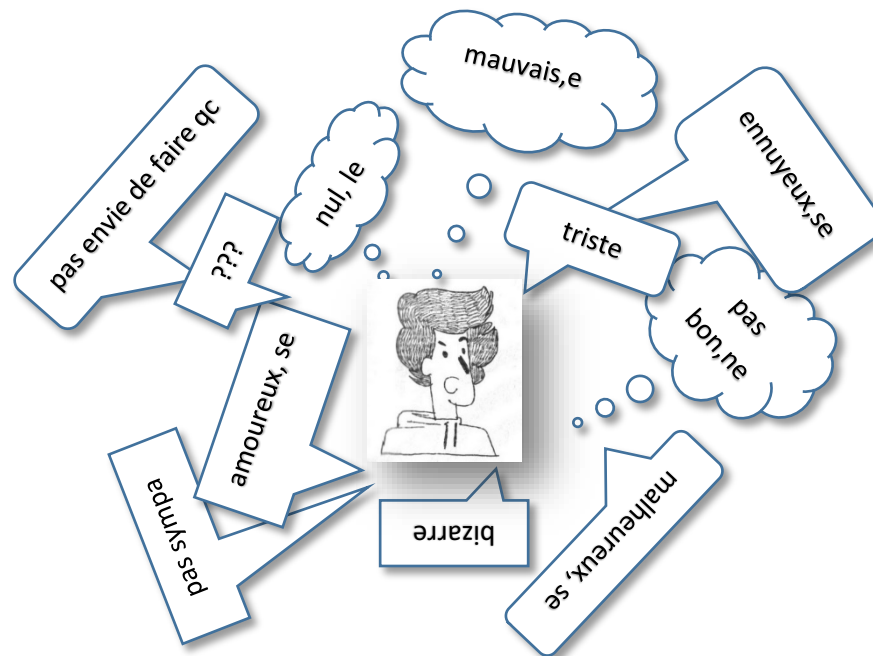 mauvais,e
pas envie de faire qc
nul, le
ennuyeux,se
triste
???
pas
bon,ne
amoureux, se
pas sympa
bizarre
malheureux, se